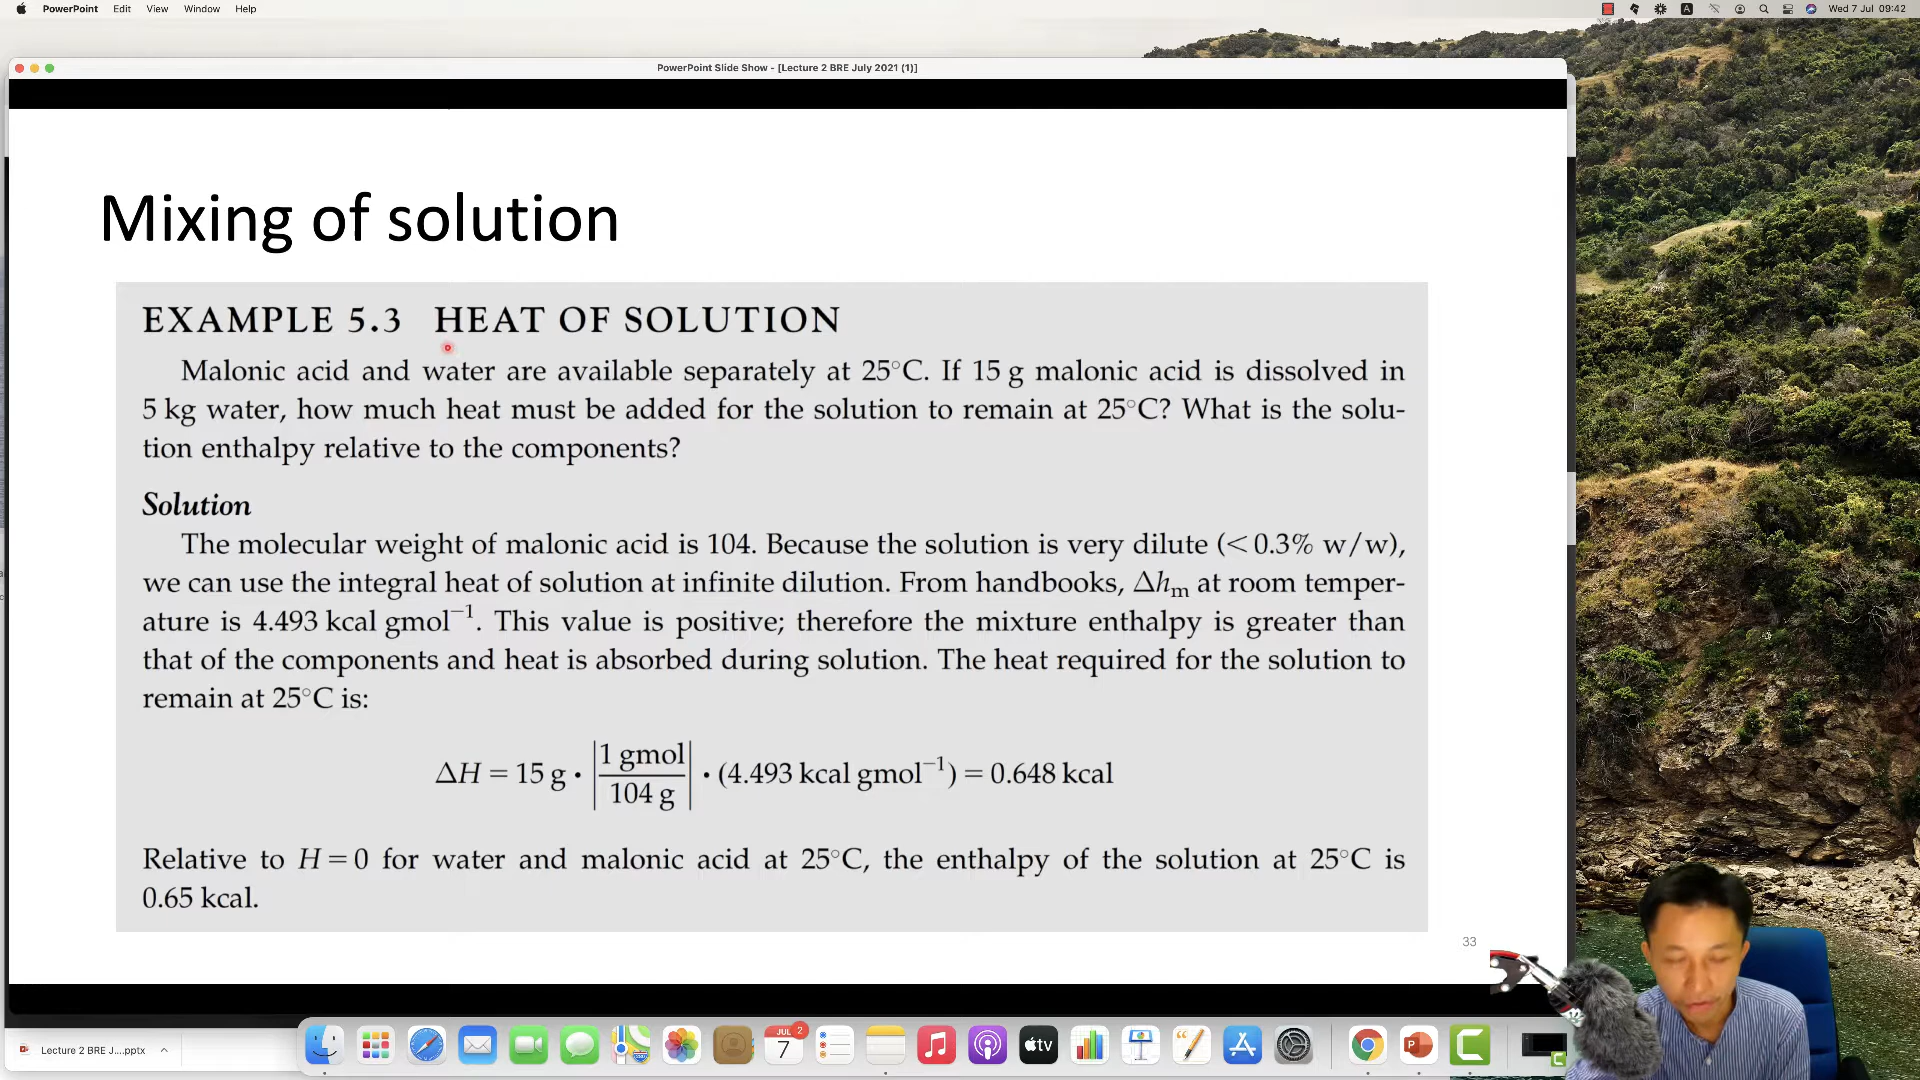 PowerPoint Edit View Window Help
A
Wed 7 Jul 09:42
PowerPoint Slide Show - [Lecture 2 BRE July 2021 (1)]
Mixing of solution
EXAMPLE 5.3 HEAT OF SOLUTION
Malonic acid and water are available separately at 25°C. If 15 g malonic acid is dissolved in
5 kg water, how much heat must be added for the solution to remain at 25°C? What is the solu-
tion enthalpy relative to the components?
Solution
The molecular weight of malonic acid is 104. Because the solution is very dilute (<0.3% w/w),
we can use the integral heat of solution at infinite dilution. From handbooks, Δhm at room temper-
ature is 4.493 kcal gmol⁻¹. This value is positive; therefore the mixture enthalpy is greater than
that of the components and heat is absorbed during solution. The heat required for the solution to
remain at 25°C is:
ΔH = 15 g • |1 gmol / 104 g| • (4.493 kcal gmol⁻¹) = 0.648 kcal
Relative to H = 0 for water and malonic acid at 25°C, the enthalpy of the solution at 25°C is
0.65 kcal.
33
Lecture 2 BRE J....pptx
JUL
2
7
tv
P
C